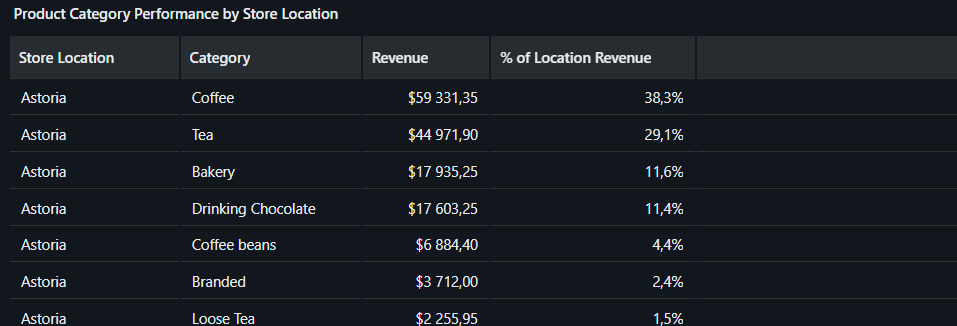 Product Category Performance by Store Location
Store Location Category Revenue % of Location Revenue
Astoria Coffee $59 331,35 38,3%
Astoria Tea $44 971,90 29,1%
Astoria Bakery $17 935,25 11,6%
Astoria Drinking Chocolate $17 603,25 11,4%
Astoria Coffee beans $6 884,40 4,4%
Astoria Branded $3 712,00 2,4%
Astoria Loose Tea $2 255,95 1,5%